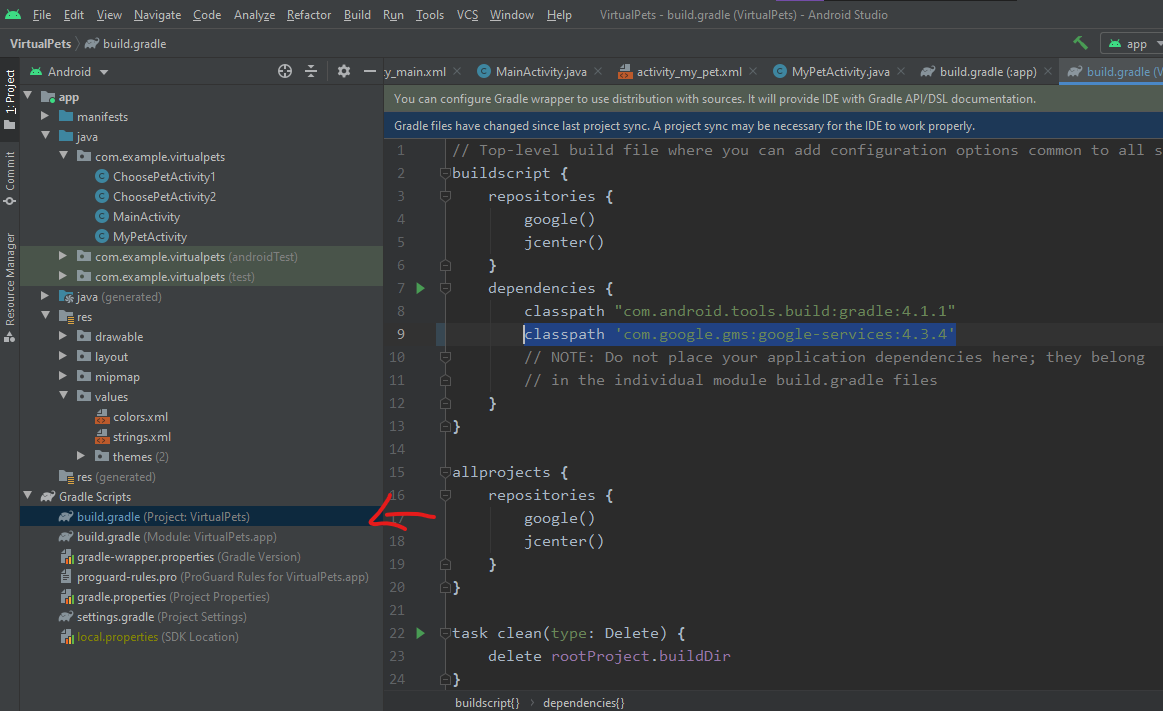 File Edit View Navigate Code Analyze Refactor Build Run Tools VCS Window Help VirtualPets - build.gradle (VirtualPets) - Android Studio
VirtualPets build.gradle
app
Android
y_main.xml MainActivity.java activity_my_pet.xml MyPetActivity.java build.gradle (:app) build.gradle (V
1: Project
Commit
Resource Manager
app
manifests
java
com.example.virtualpets
ChoosePetActivity1
ChoosePetActivity2
MainActivity
MyPetActivity
com.example.virtualpets (androidTest)
com.example.virtualpets (test)
java (generated)
res
drawable
layout
mipmap
values
colors.xml
strings.xml
themes (2)
res (generated)
Gradle Scripts
build.gradle (Project: VirtualPets)
build.gradle (Module: VirtualPets.app)
gradle-wrapper.properties (Gradle Version)
proguard-rules.pro (ProGuard Rules for VirtualPets.app)
gradle.properties (Project Properties)
settings.gradle (Project Settings)
local.properties (SDK Location)
You can configure Gradle wrapper to use distribution with sources. It will provide IDE with Gradle API/DSL documentation.
Gradle files have changed since last project sync. A project sync may be necessary for the IDE to work properly.
1 // Top-level build file where you can add configuration options common to all s
2 buildscript {
3 repositories {
4 google()
5 jcenter()
6 }
7 dependencies {
8 classpath "com.android.tools.build:gradle:4.1.1"
9 classpath 'com.google.gms:google-services:4.3.4'
10 // NOTE: Do not place your application dependencies here; they belong
11 // in the individual module build.gradle files
12 }
13 }
14
15 allprojects {
16 repositories {
17 google()
18 jcenter()
19 }
20 }
21
22 task clean(type: Delete) {
23 delete rootProject.buildDir
24 }
buildscript{} dependencies{}